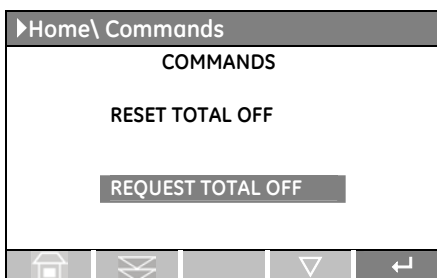 Home\ Commands
COMMANDS
RESET TOTAL OFF
REQUEST TOTAL OFF